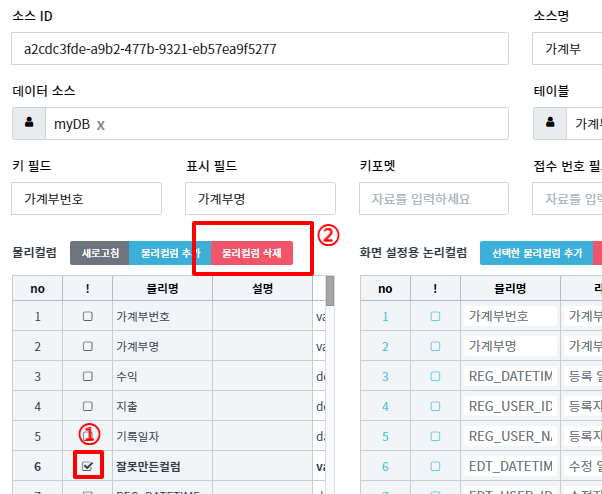 소스 ID 소스명
a2cdc3fde-a9b2-477b-9321-eb57ea9f5277 가계부
데이터 소스 테이블
myDB x 가계
키 필드 표시 필드 키포멧 접수 번호 필
가계부번호 가계부명 자료를 입력하세요 자료를 입
②
물리컬럼 새로고침 물리컬럼 추가 물리컬럼 삭제 화면 설정용 논리컬럼 선택한 물리컬럼 추가
no ! 물리명 설명 no ! 물리명
1 가계부번호 va 1 가계부번호 가계부
2 가계부명 va 2 가계부명 가계부
3 수익 de 3 REG_DATETIM 등록 일
4 지출 de 4 REG_USER_ID 등록자
①
5 기록일자 da 5 REG_USER_NA 등록자
6 잘못만든컬럼 va 6 EDT_DATETIM 수정 일
7 REG_DATETIME 7 EDT_USER_ID 수정